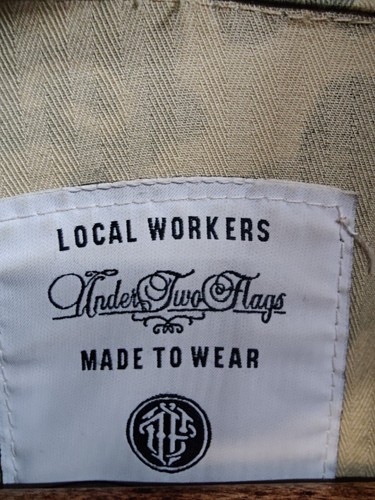 LOCAL WORKERS
Under Two Flags
MADE TO WEAR